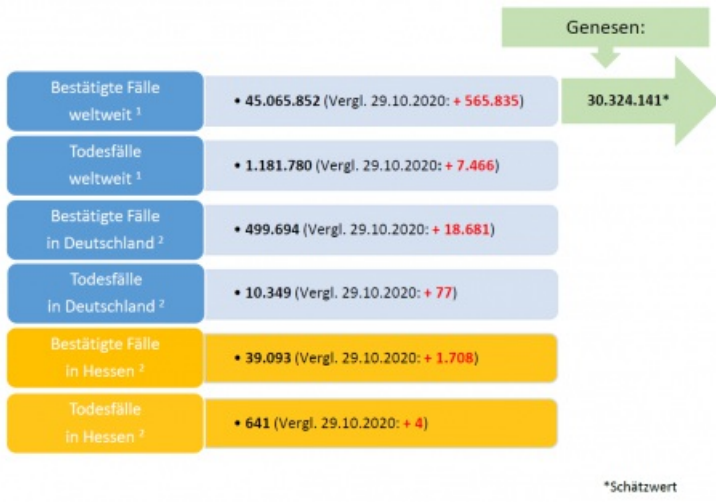 Genesen:
Bestätigte Fälle
weltweit ¹
• 45.065.852 (Vergl. 29.10.2020: + 565.835)
30.324.141*
Todesfälle
weltweit ¹
• 1.181.780 (Vergl. 29.10.2020: + 7.466)
Bestätigte Fälle
in Deutschland ²
• 499.694 (Vergl. 29.10.2020: + 18.681)
Todesfälle
in Deutschland ²
• 10.349 (Vergl. 29.10.2020: + 77)
Bestätigte Fälle
in Hessen ²
• 39.093 (Vergl. 29.10.2020: + 1.708)
Todesfälle
in Hessen ²
• 641 (Vergl. 29.10.2020: + 4)
*Schätzwert